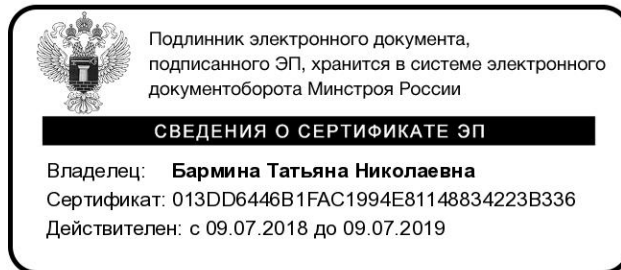 Подлинник электронного документа,
подписанного ЭП, хранится в системе электронного
документоборота Минстроя России
СВЕДЕНИЯ О СЕРТИФИКАТЕ ЭП
Владелец: Бармина Татьяна Николаевна
Сертификат: 013DD6446B1FAC1994E81148834223B336
Действителен: с 09.07.2018 до 09.07.2019